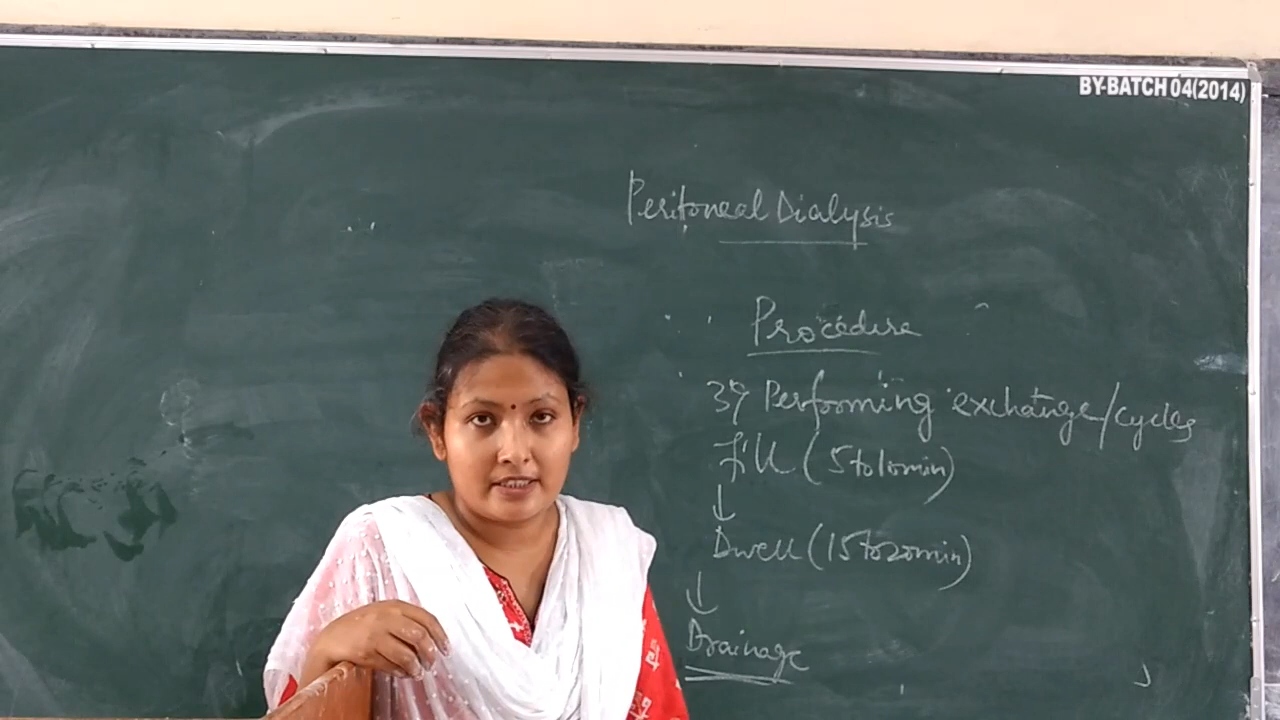 BY-BATCH 04(2014)
Peritoneal Dialysis
Procedure
3) Performing exchange/cycles
Fill (5 to 10 min)
↓
Dwell (15 to 20 min)
↓
Drainage